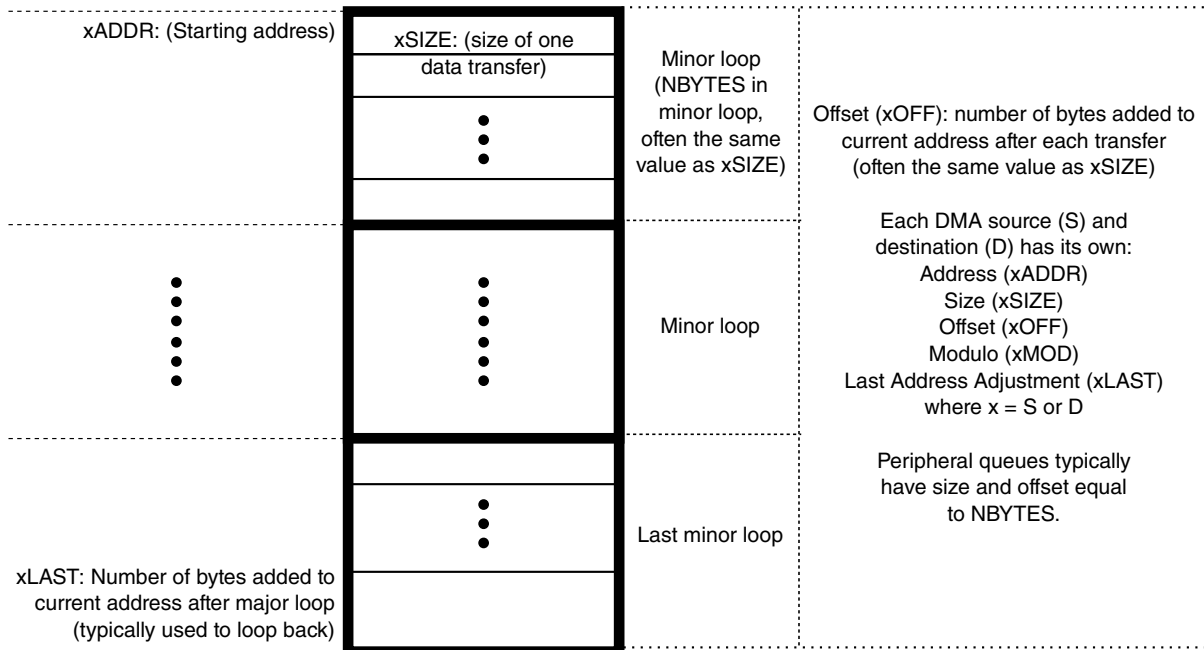 xADDR: (Starting address)
xSIZE: (size of one
data transfer)
Minor loop
(NBYTES in
minor loop,
often the same
value as xSIZE)
Offset (xOFF): number of bytes added to
current address after each transfer
(often the same value as xSIZE)
Each DMA source (S) and
destination (D) has its own:
Address (xADDR)
Size (xSIZE)
Offset (xOFF)
Modulo (xMOD)
Last Address Adjustment (xLAST)
where x = S or D
Peripheral queues typically
have size and offset equal
to NBYTES.
Minor loop
Last minor loop
xLAST: Number of bytes added to
current address after major loop
(typically used to loop back)